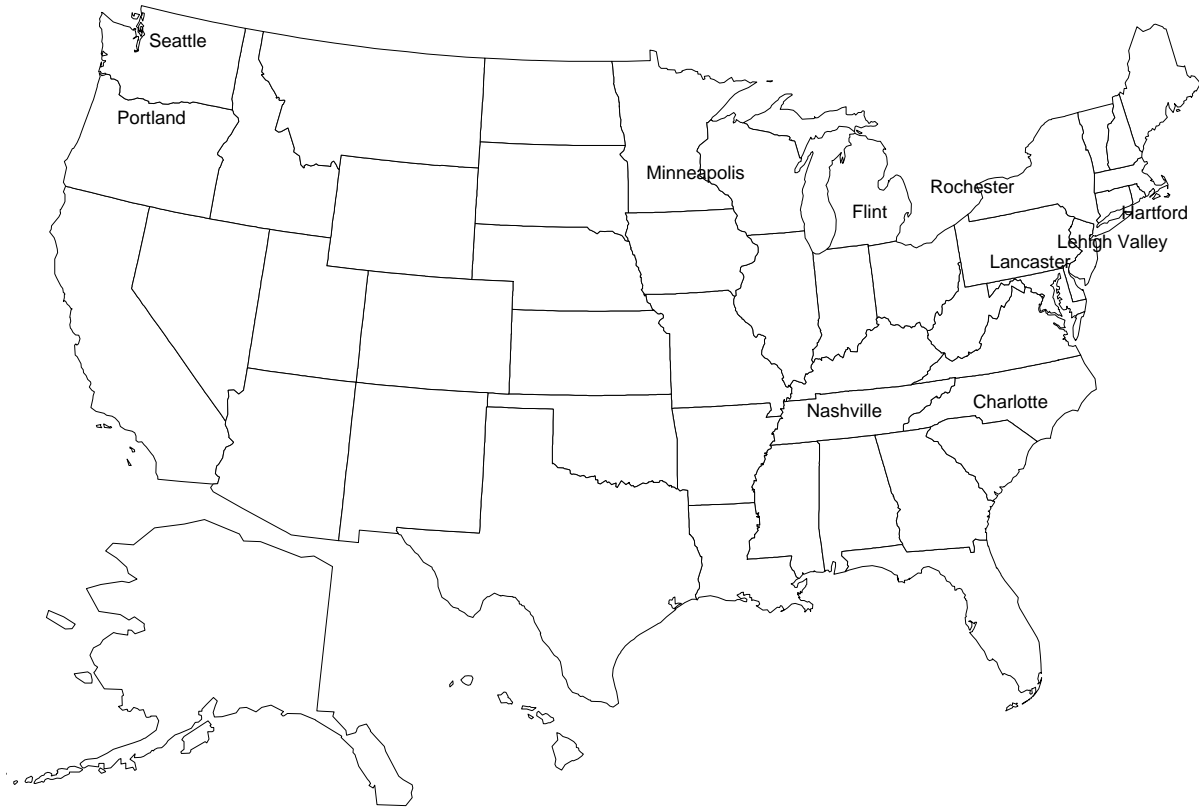 Seattle
Portland
Minneapolis
Rochester
Flint
Hartford
Lehigh Valley
Lancaster
Nashville
Charlotte